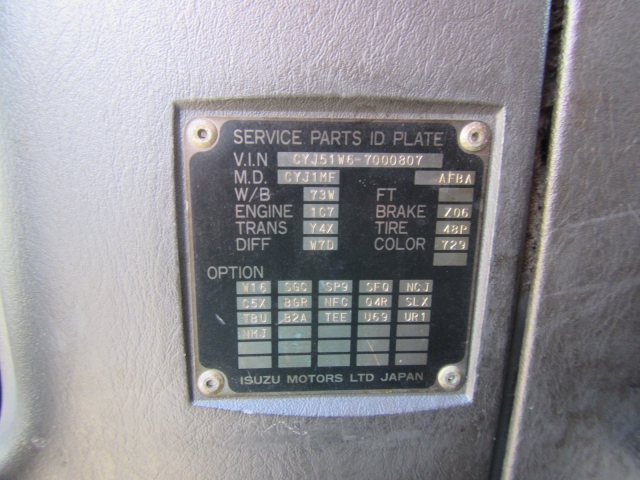 SERVICE PARTS ID PLATE
V.I.N CYJ51W6-7000807
M.D. CYJ1MF AFBA
W/B 73W FT
ENGINE 1C7 BRAKE Z06
TRANS Y4X TIRE 48P
DIFF W7D COLOR 729
OPTION
W16 SGC SP9 SFQ NCJ
C5X BGR NFC Q4R SLX
TBU 82A TEE U69 UR1
NMJ
ISUZU MOTORS LTD JAPAN